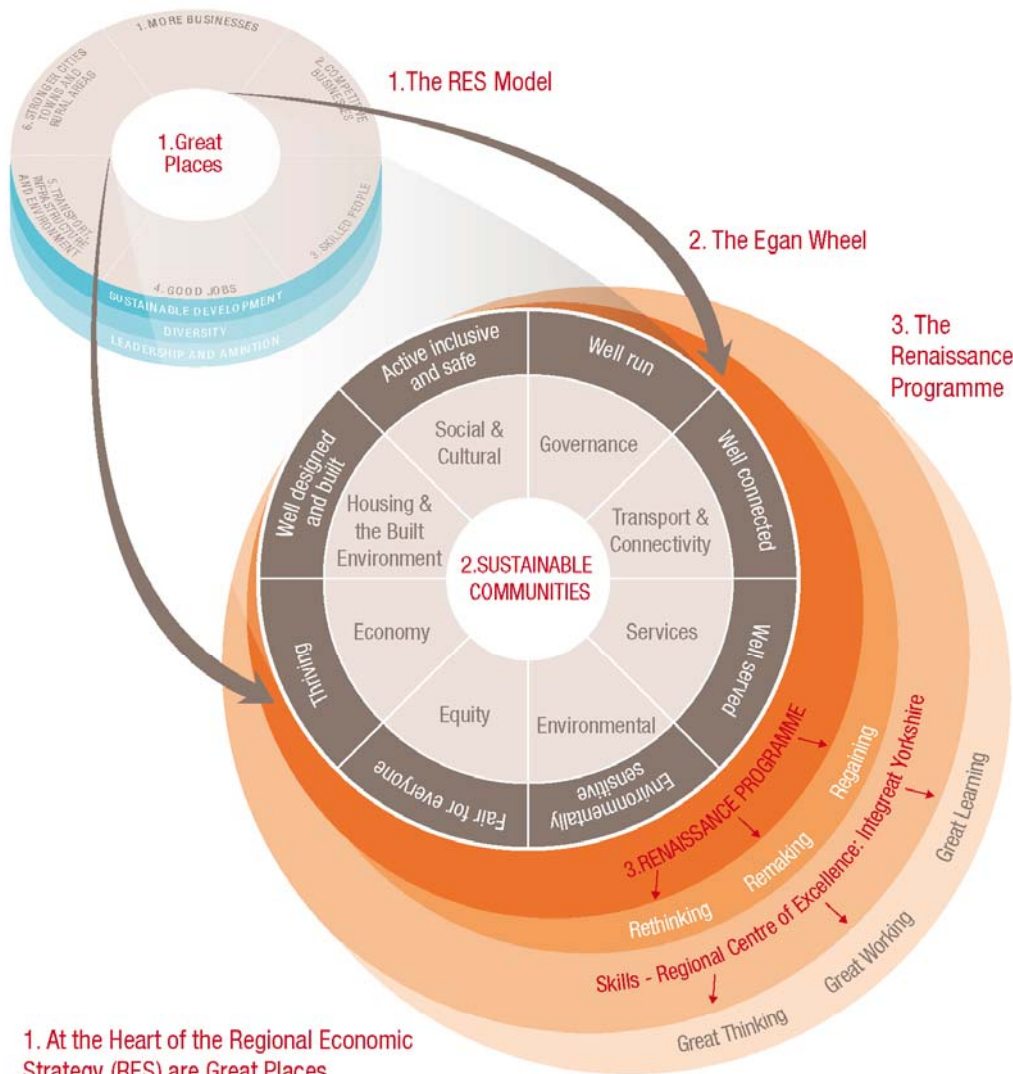 1. MORE BUSINESSES
2. COMPETITIVE
BUSINESSES
3. SKILLED PEOPLE
4. GOOD JOBS
5. TRANSPORT,
INFRASTRUCTURE
AND ENVIRONMENT
6. STRONGER CITIES
TOWNS AND
RURAL AREAS
1.Great
Places
SUSTAINABLE DEVELOPMENT
DIVERSITY
LEADERSHIP AND AMBITION
1.The RES Model
2. The Egan Wheel
3. The
Renaissance
Programme
Active inclusive
and safe
Well run
Well connected
Well served
Environmentally
sensitive
Fair for everyone
Thriving
Well designed
and built
Social &
Cultural
Governance
Transport &
Connectivity
Services
Environmental
Equity
Economy
Housing &
the Built
Environment
2.SUSTAINABLE
COMMUNITIES
3.RENAISSANCE PROGRAMME
Rethinking
Remaking
Regaining
Skills - Regional Centre of Excellence: Integreat Yorkshire
Great Thinking
Great Working
Great Learning
1. At the Heart of the Regional Economic
Strategy (RES) are Great Places